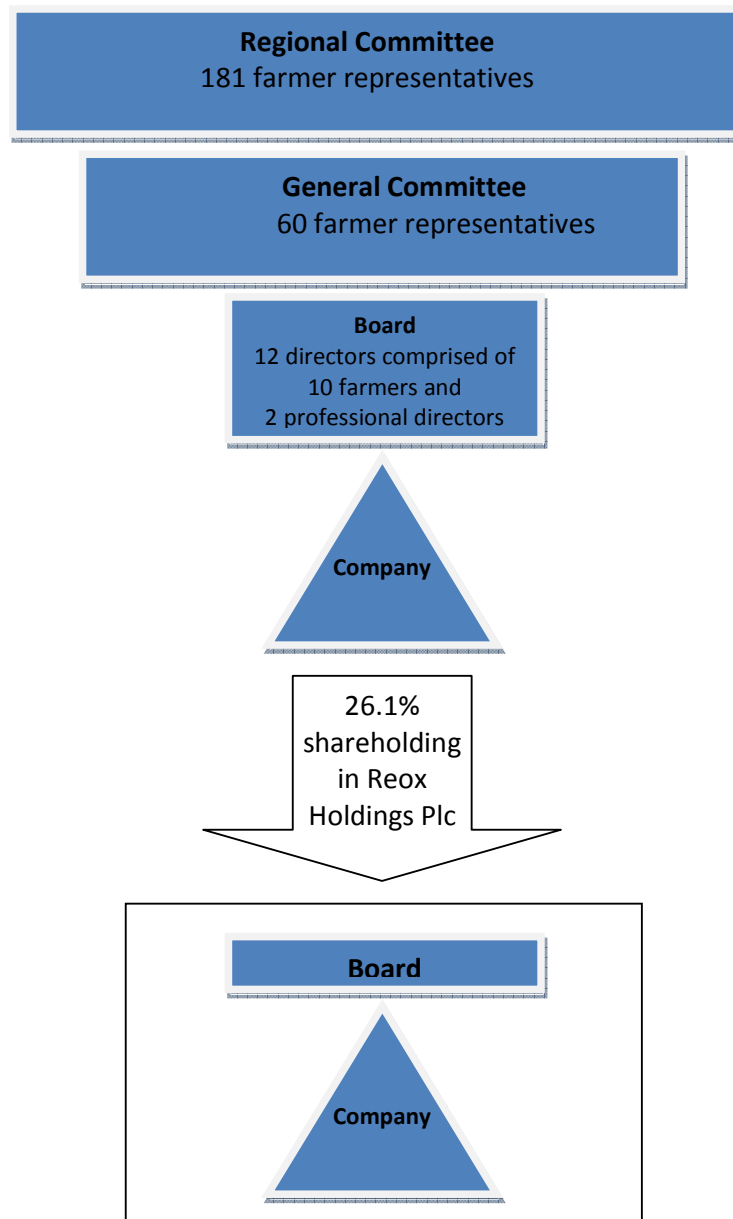 Regional Committee
181 farmer representatives
General Committee
60 farmer representatives
Board
12 directors comprised of
10 farmers and
2 professional directors
Company
26.1%
shareholding
in Reox
Holdings Plc
Board
Company